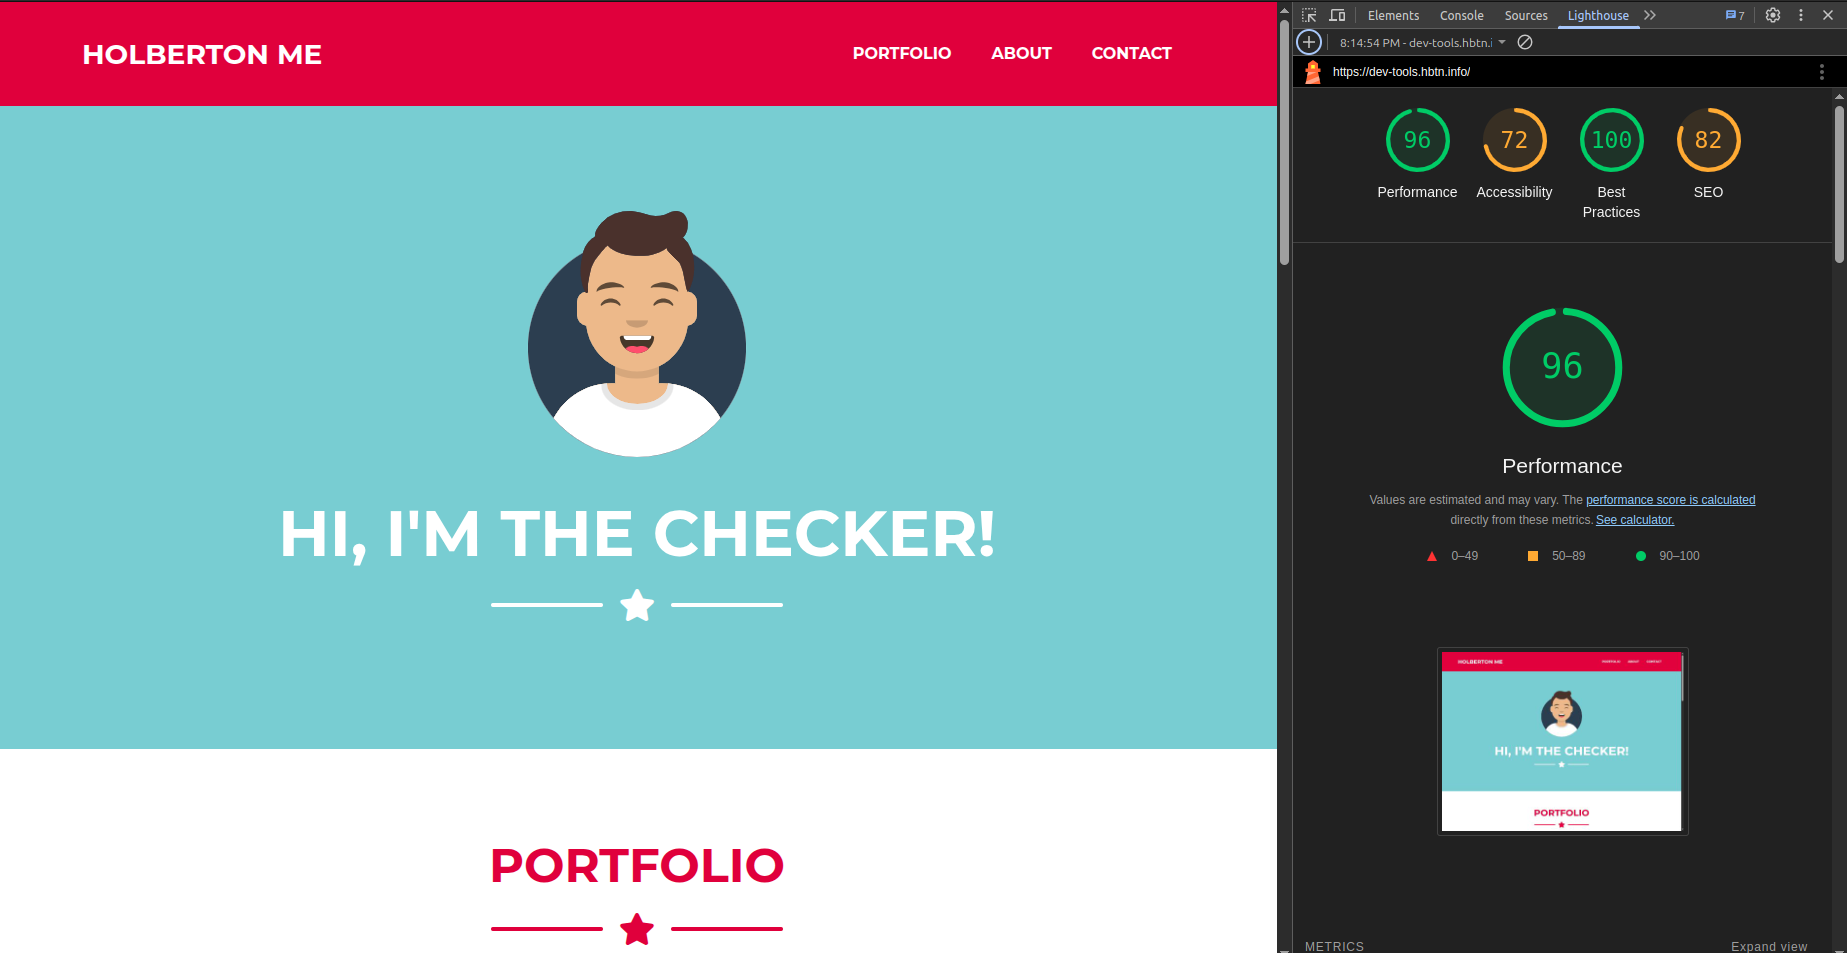 HOLBERTON ME
PORTFOLIO ABOUT CONTACT
HI, I'M THE CHECKER!
PORTFOLIO
Elements Console Sources Lighthouse 7
8:14:54 PM - dev-tools.hbtn.i
https://dev-tools.hbtn.info/
96 72 100 82
Performance Accessibility Best Practices SEO
96
Performance
Values are estimated and may vary. The performance score is calculated
directly from these metrics. See calculator.
0–49 50–89 90–100
HOLBERTON ME
PORTFOLIO ABOUT CONTACT
HI, I'M THE CHECKER!
PORTFOLIO
METRICS
Expand view